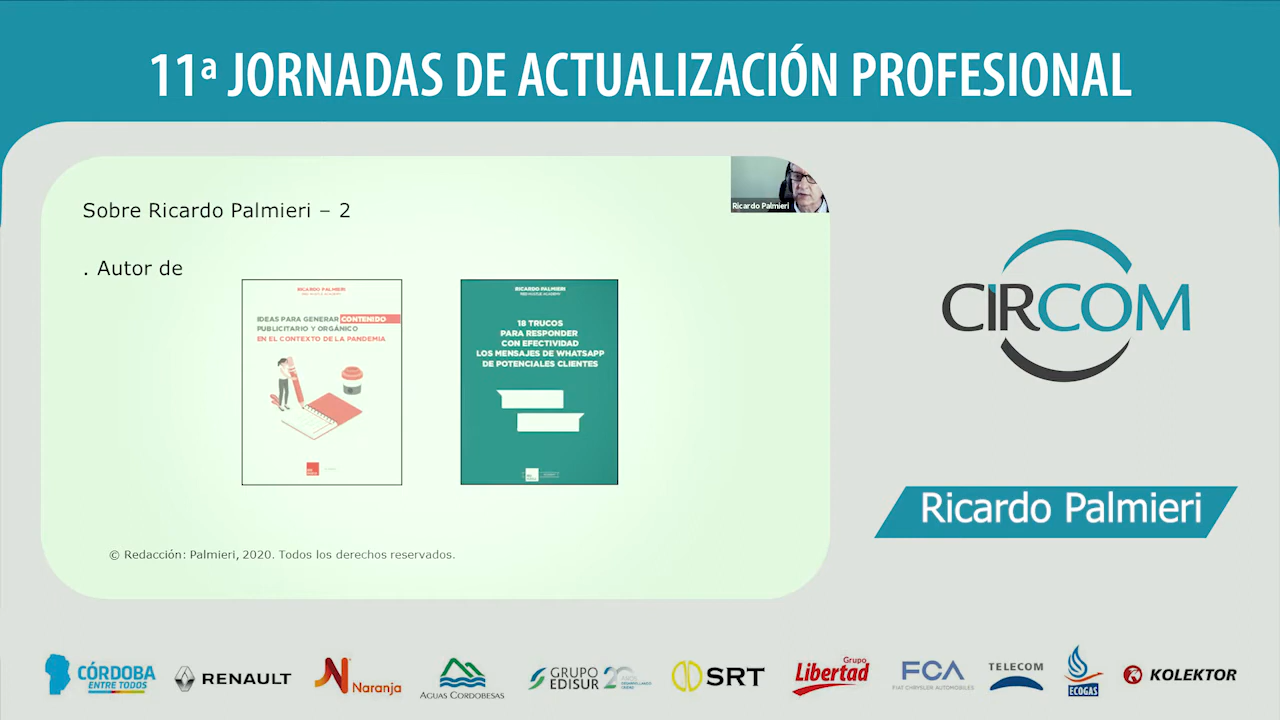 11ª JORNADAS DE ACTUALIZACIÓN PROFESIONAL
Sobre Ricardo Palmieri – 2
Ricardo Palmieri
. Autor de
RICARDO PALMIERI
IDEAS PARA GENERAR CONTENIDO
PUBLICITARIO Y ORGÁNICO
EN EL CONTEXTO DE LA PANDEMIA
RICARDO PALMIERI
18 TRUCOS
PARA RESPONDER
CON EFECTIVIDAD
LOS MENSAJES DE WHATSAPP
DE POTENCIALES CLIENTES
© Redacción: Palmieri, 2020. Todos los derechos reservados.
CIRCOM
Ricardo Palmieri
CÓRDOBA
ENTRE TODOS
RENAULT
N Naranja
AGUAS CORDOBESAS
GRUPO
EDISUR
SRT
Grupo
Libertad
FCA
FIAT CHRYSLER AUTOMOBILES
TELECOM
ECOGAS
KOLEKTOR